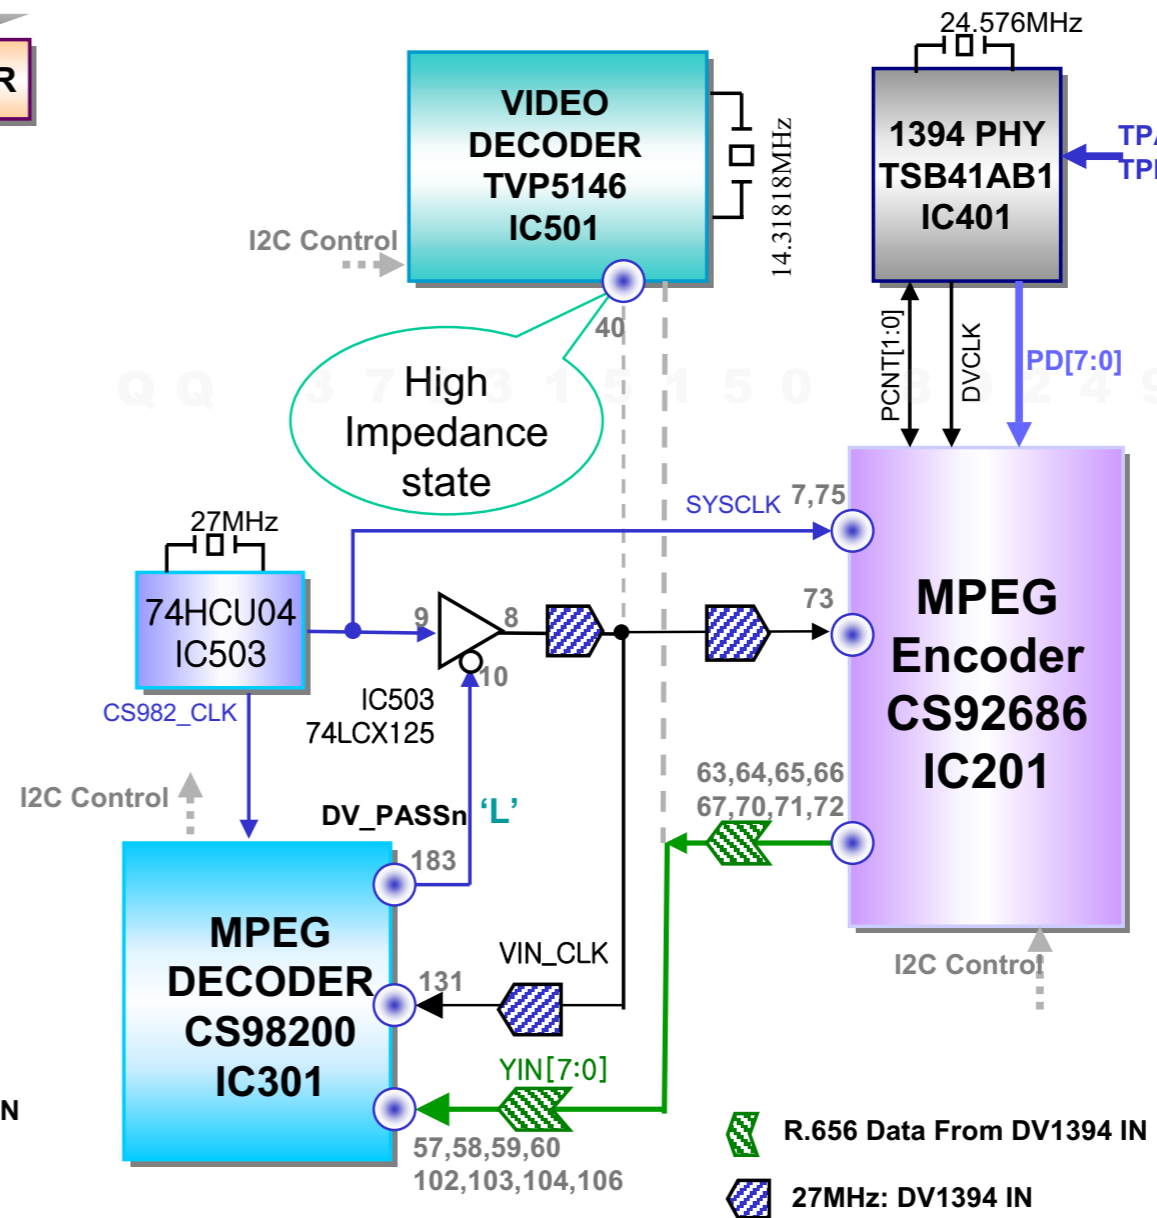 R
24.576MHz
VIDEO
DECODER
TVP5146
IC501
14.31818MHz
1394 PHY
TSB41AB1
IC401
I2C Control
40
High
Impedance
state
PCNT[1:0]
DVCLK
PD[7:0]
SYSCLK
7,75
27MHz
74HCU04
IC503
9
8
10
73
IC503
74LCX125
CS982_CLK
MPEG
Encoder
CS92686
IC201
I2C Control
DV_PASSn
'L'
63,64,65,66
67,70,71,72
183
MPEG
DECODER
CS98200
IC301
VIN_CLK
131
I2C Control
YIN[7:0]
57,58,59,60
102,103,104,106
N
R.656 Data From DV1394 IN
27MHz: DV1394 IN